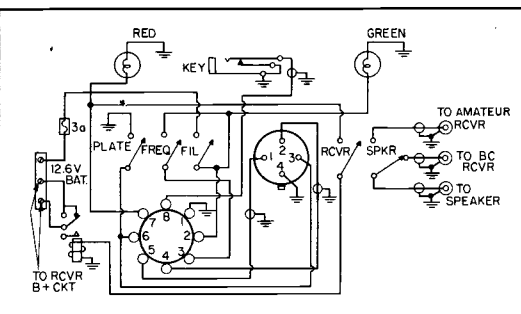 RED
GREEN
KEY
3a
*
PLATE
FREQ
FIL
RCVR
SPKR
TO AMATEUR
RCVR
TO BC
RCVR
TO
SPEAKER
12.6V
BAT.
1
2
3
4
8
7
1
6
2
5
4
3
TO RCVR
B+ CKT